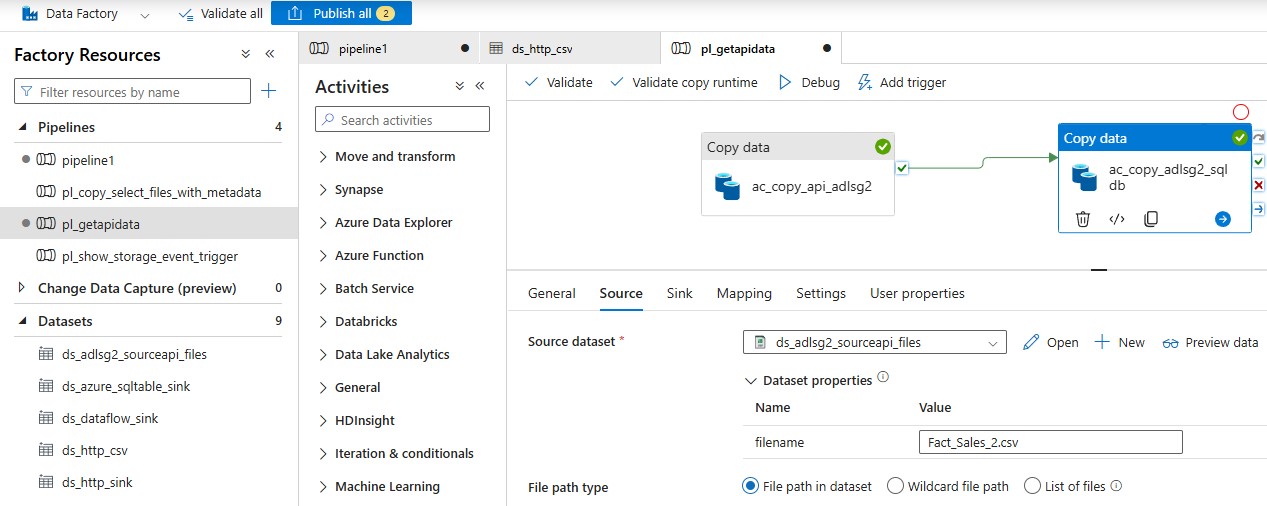 Data Factory
Validate all
Publish all 2
Factory Resources
Filter resources by name
Pipelines 4
pipeline1
pl_copy_select_files_with_metadata
pl_getapidata
pl_show_storage_event_trigger
Change Data Capture (preview) 0
Datasets 9
ds_adlsg2_sourceapi_files
ds_azure_sqltable_sink
ds_dataflow_sink
ds_http_csv
ds_http_sink
pipeline1
ds_http_csv
pl_getapidata
Activities
Search activities
Move and transform
Synapse
Azure Data Explorer
Azure Function
Batch Service
Databricks
Data Lake Analytics
General
HDInsight
Iteration & conditionals
Machine Learning
Validate
Validate copy runtime
Debug
Add trigger
Copy data
ac_copy_api_adlsg2
Copy data
ac_copy_adlsg2_sql
db
General
Source
Sink
Mapping
Settings
User properties
Source dataset *
ds_adlsg2_sourceapi_files
Open
New
Preview data
Dataset properties
Name Value
filename Fact_Sales_2.csv
File path type
File path in dataset
Wildcard file path
List of files